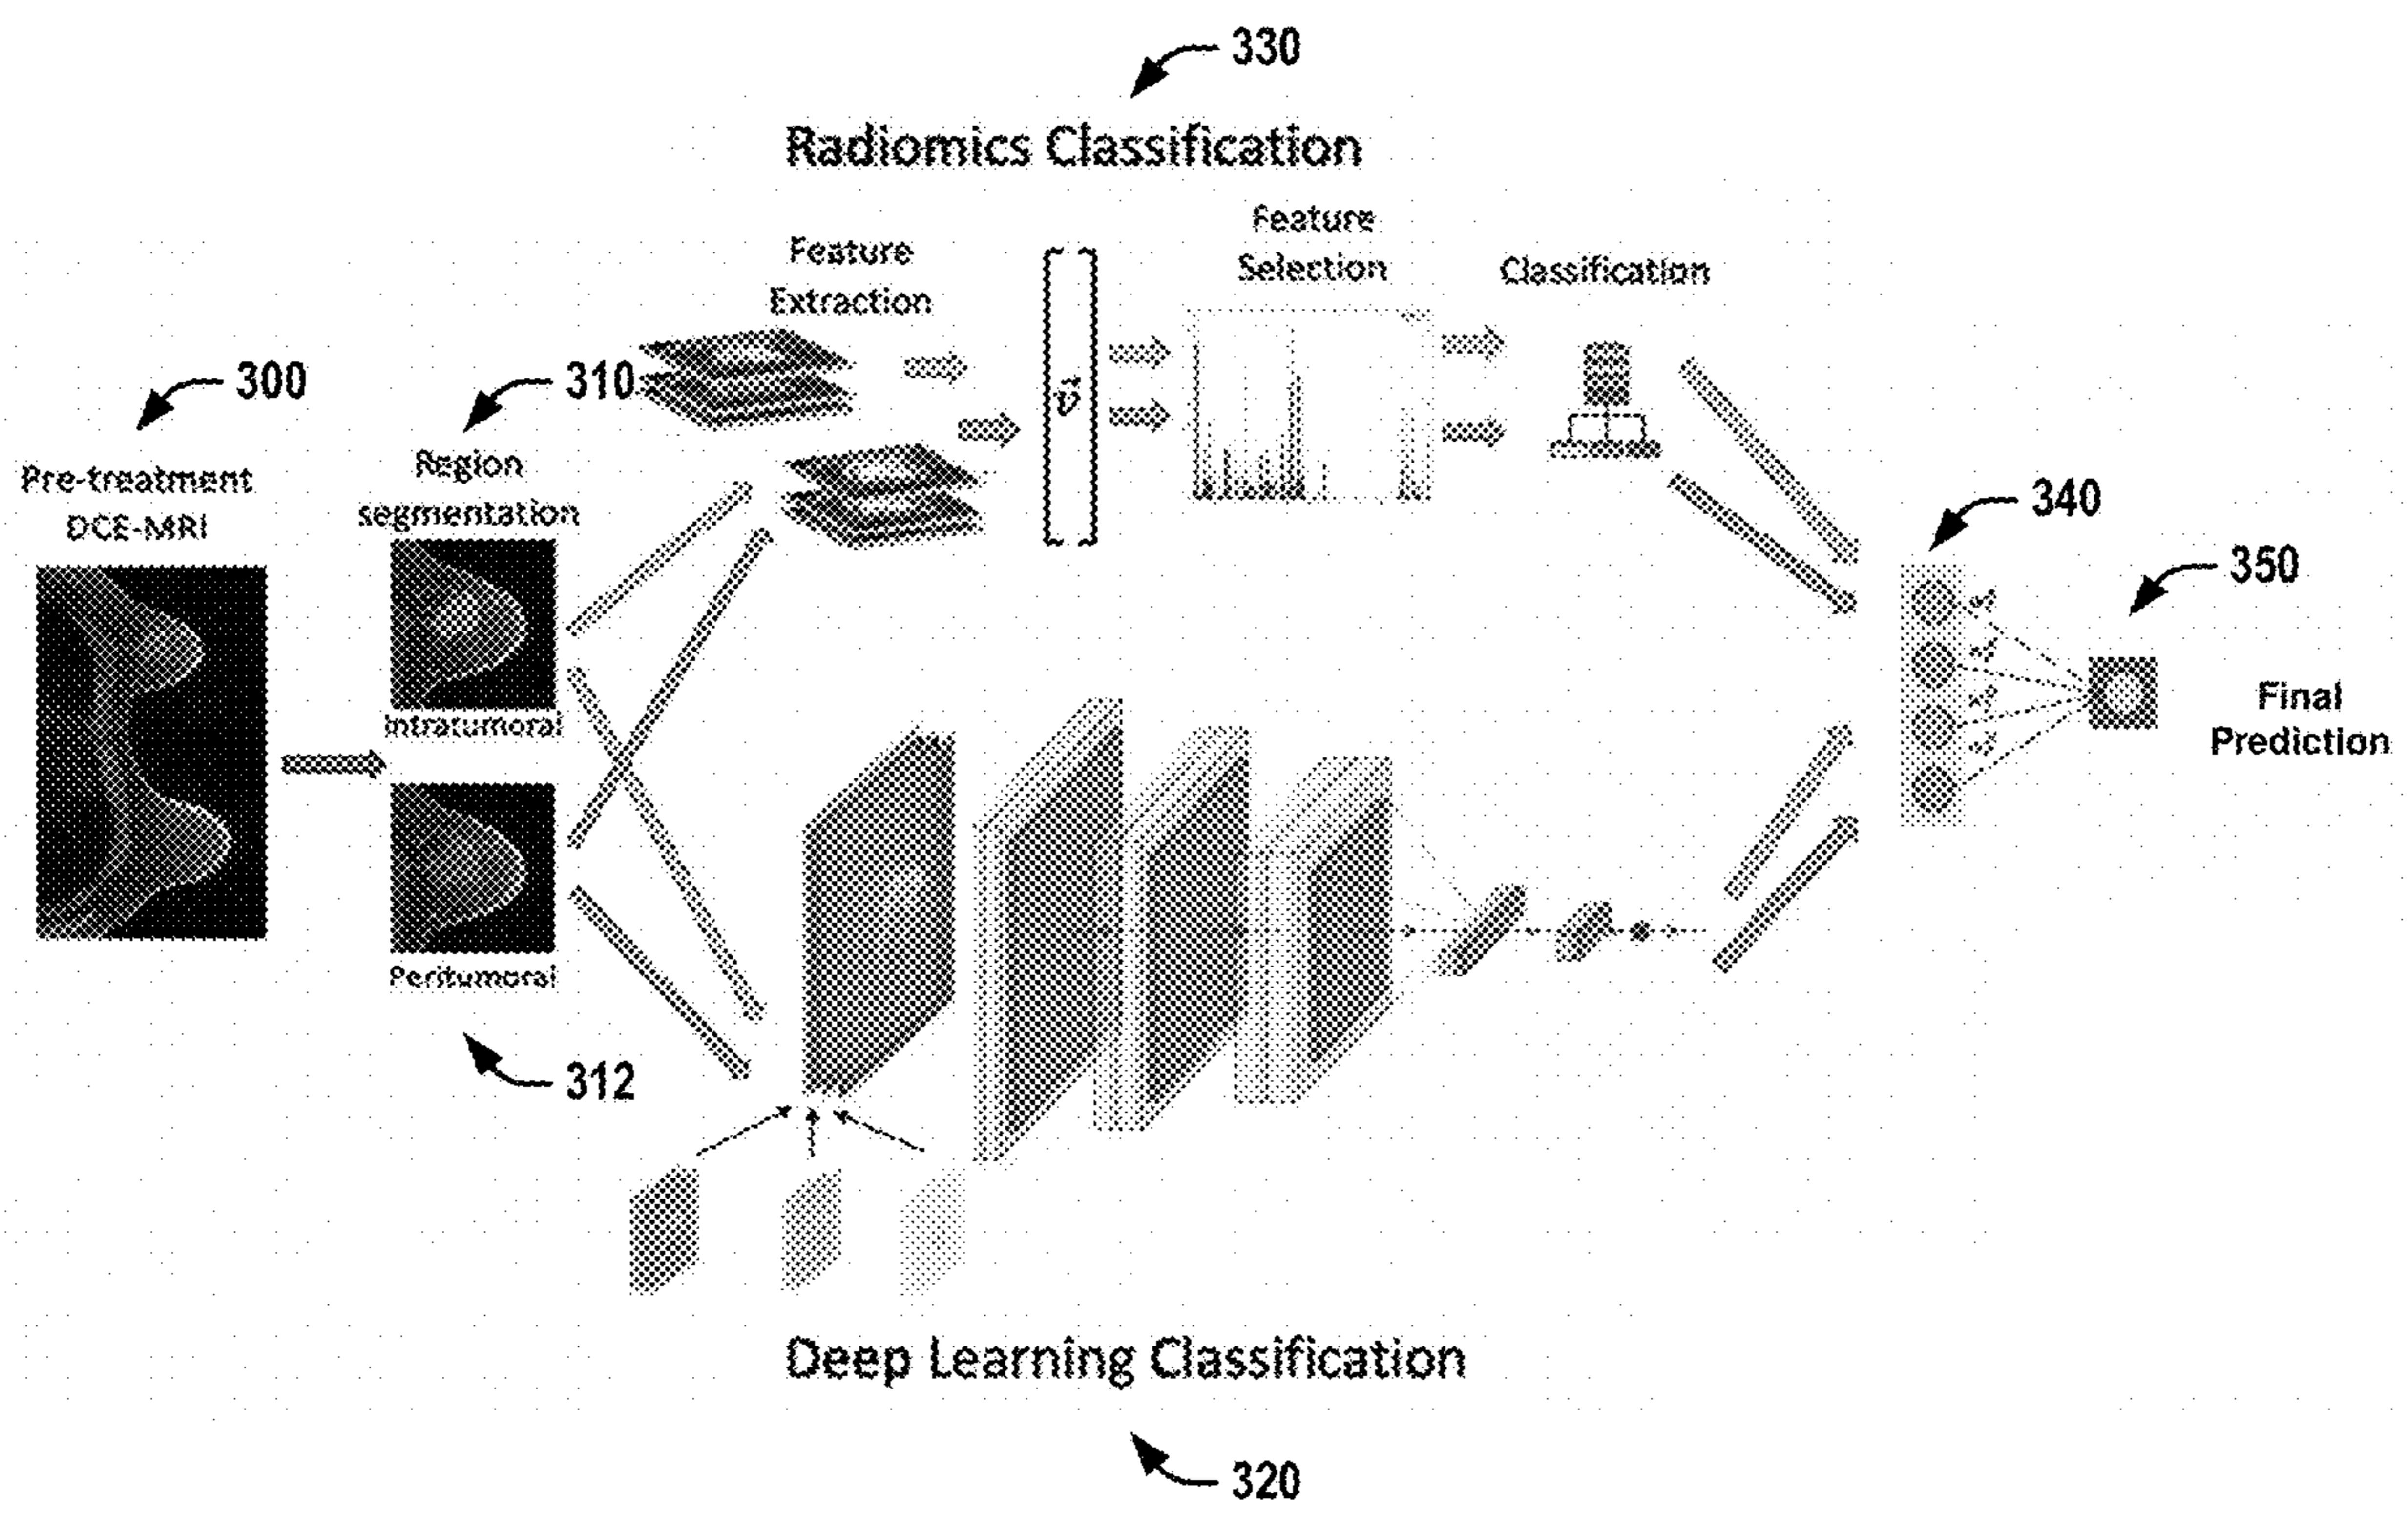 330
Radiomics Classification
Feature
Extraction
Feature
Selection
Classification
300
310
Pre-treatment
DCE-MRI
Region
segmentation
v⃗
340
350
Intratumoral
Final
Prediction
Peritumoral
312
Deep Learning Classification
320